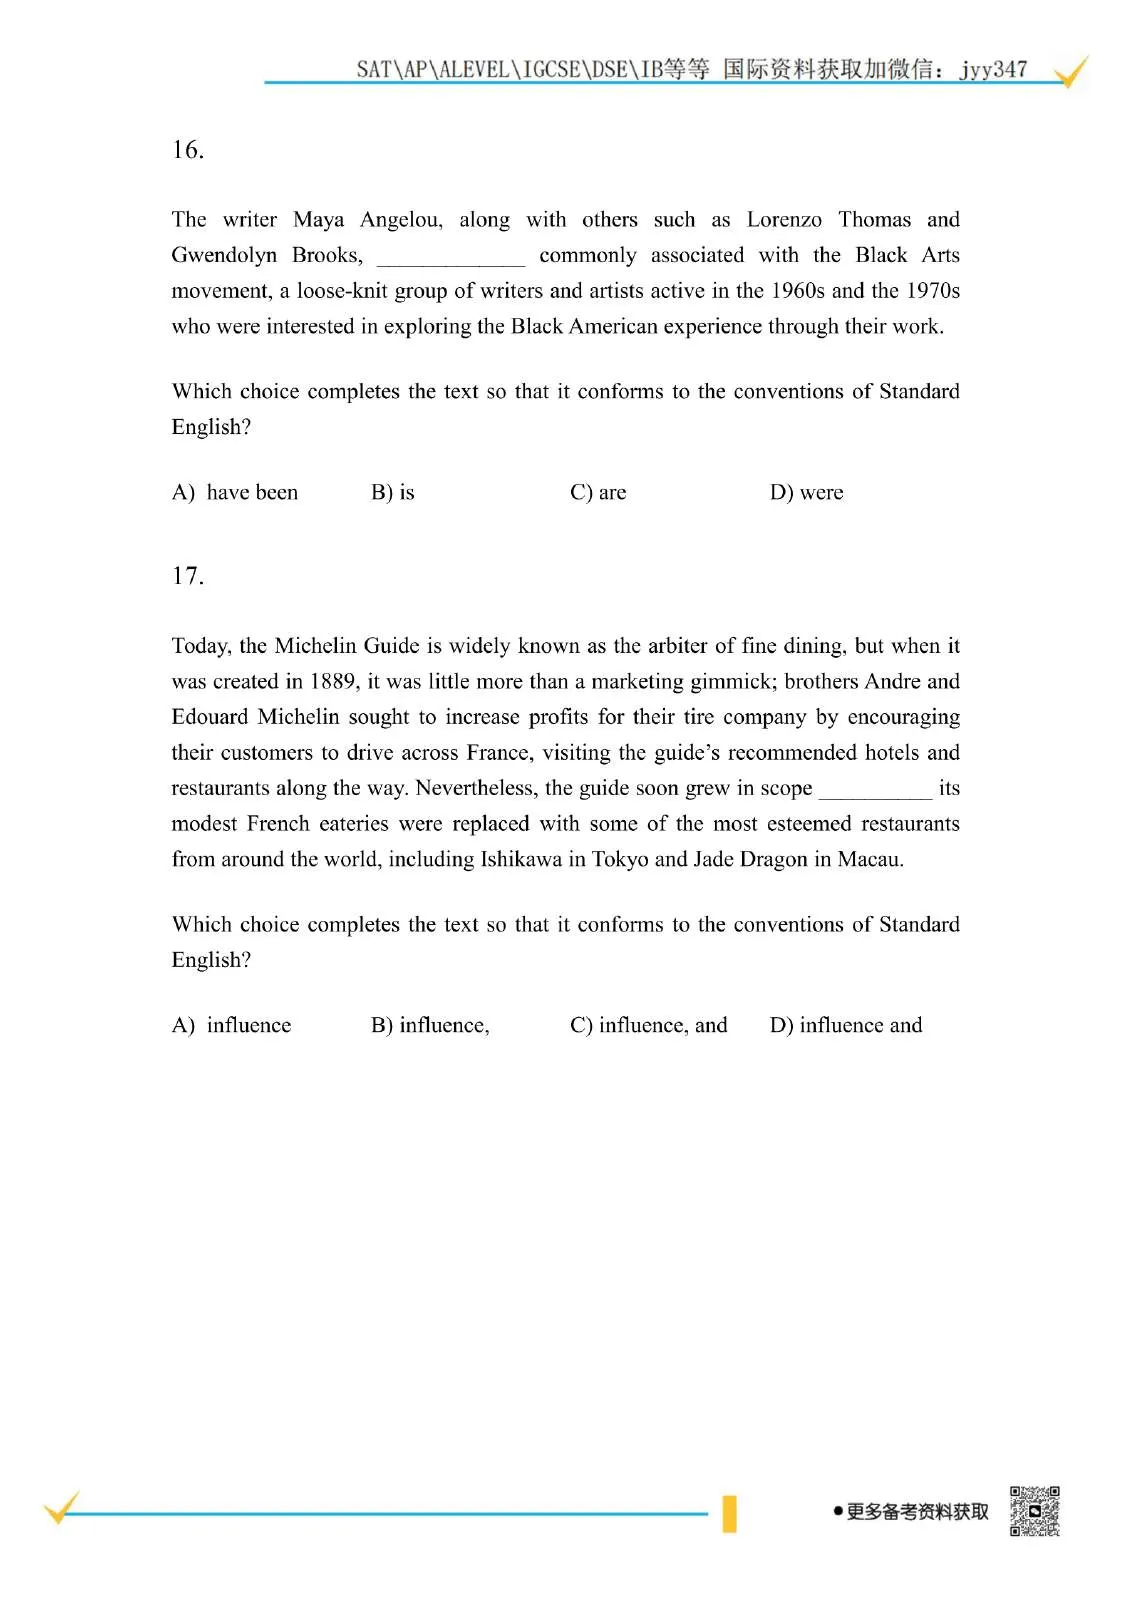 SAT\AP\ALEVEL\IGCSE\DSE\IB等等 国际资料获取加微信：jyy347
16.
The writer Maya Angelou, along with others such as Lorenzo Thomas and
Gwendolyn Brooks, _____________ commonly associated with the Black Arts
movement, a loose-knit group of writers and artists active in the 1960s and the 1970s
who were interested in exploring the Black American experience through their work.
Which choice completes the text so that it conforms to the conventions of Standard
English?
A) have been B) is C) are D) were
17.
Today, the Michelin Guide is widely known as the arbiter of fine dining, but when it
was created in 1889, it was little more than a marketing gimmick; brothers Andre and
Edouard Michelin sought to increase profits for their tire company by encouraging
their customers to drive across France, visiting the guide’s recommended hotels and
restaurants along the way. Nevertheless, the guide soon grew in scope __________ its
modest French eateries were replaced with some of the most esteemed restaurants
from around the world, including Ishikawa in Tokyo and Jade Dragon in Macau.
Which choice completes the text so that it conforms to the conventions of Standard
English?
A) influence B) influence, C) influence, and D) influence and
●更多备考资料获取